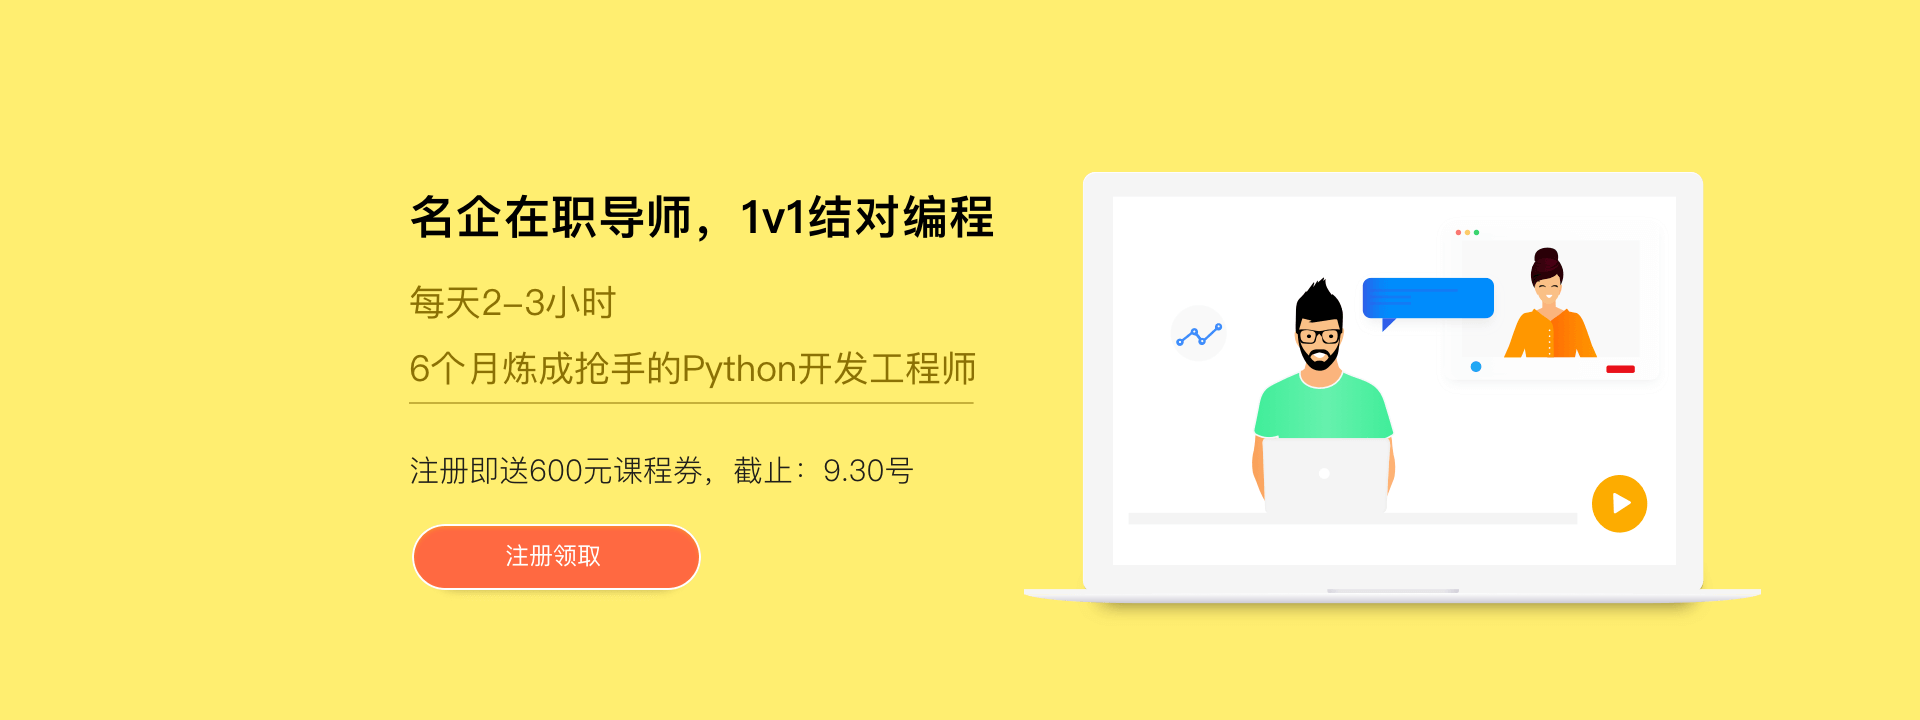 名企在职导师，1v1结对编程
每天2-3小时
6个月炼成抢手的Python开发工程师
注册即送600元课程券，截止：9.30号
注册领取